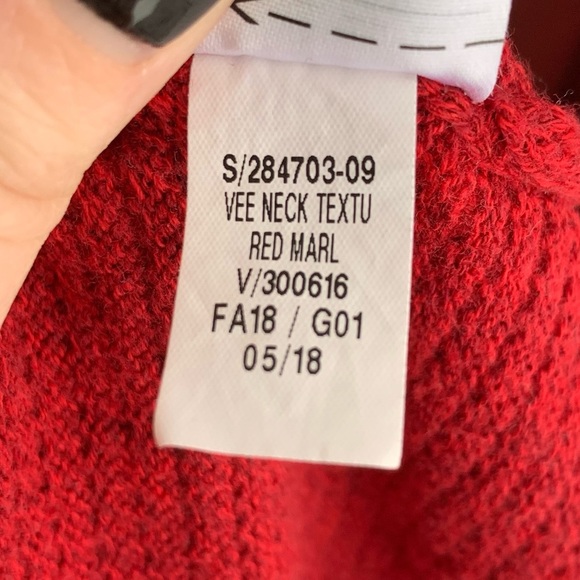 S/284703-09
VEE NECK TEXTU
RED MARL
V/300616
FA18 / G01
05/18